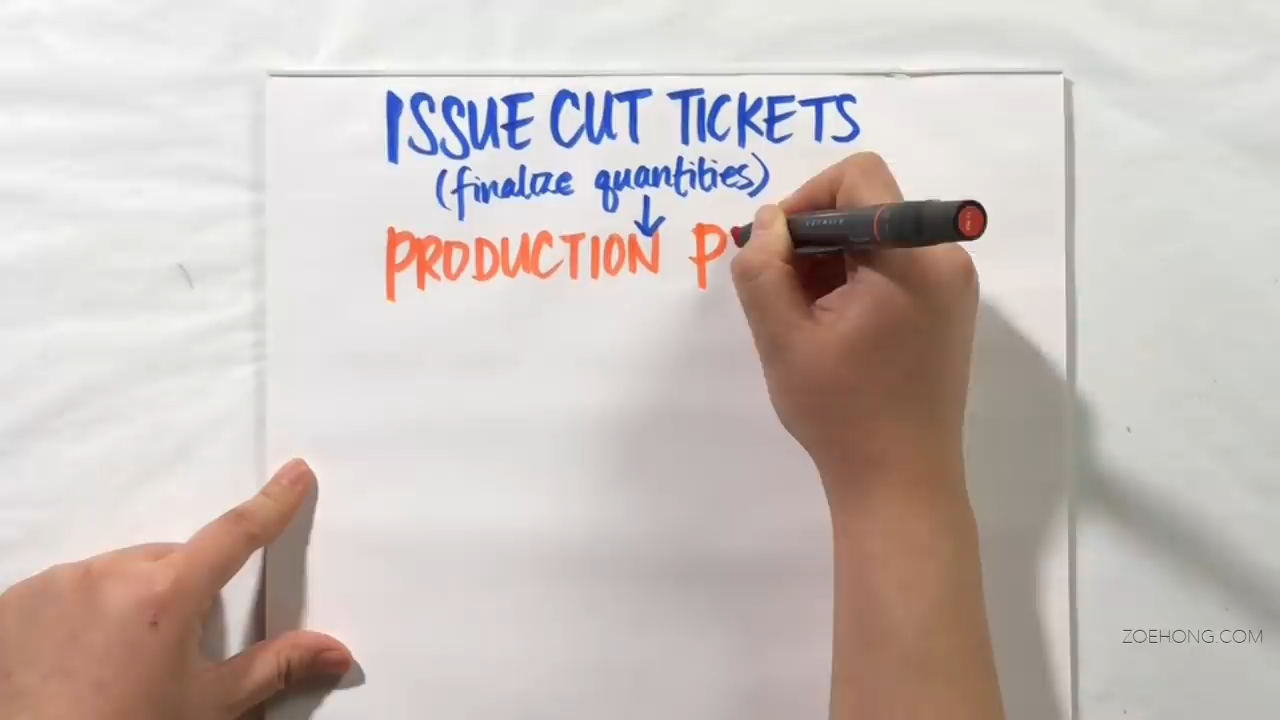 ISSUE CUT TICKETS
(finalize quantities)
PRODUCTION P
ZOEHONG.COM